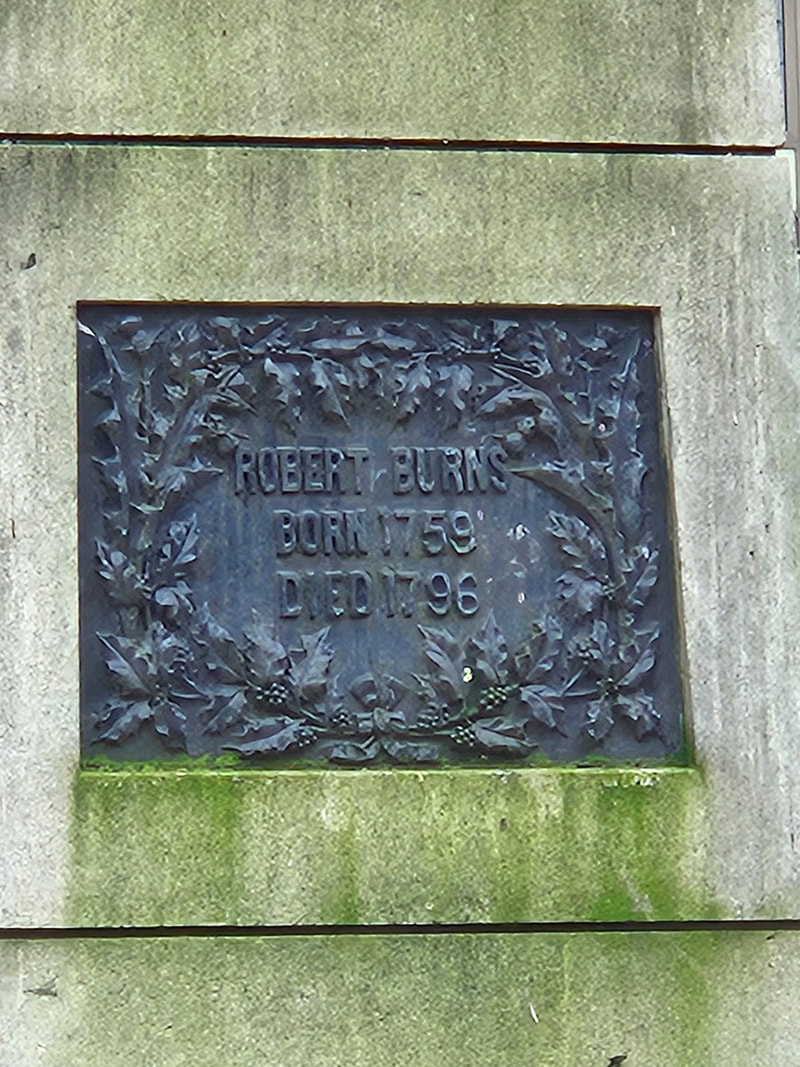 ROBERT BURNS
BORN 1759
DIED 1796